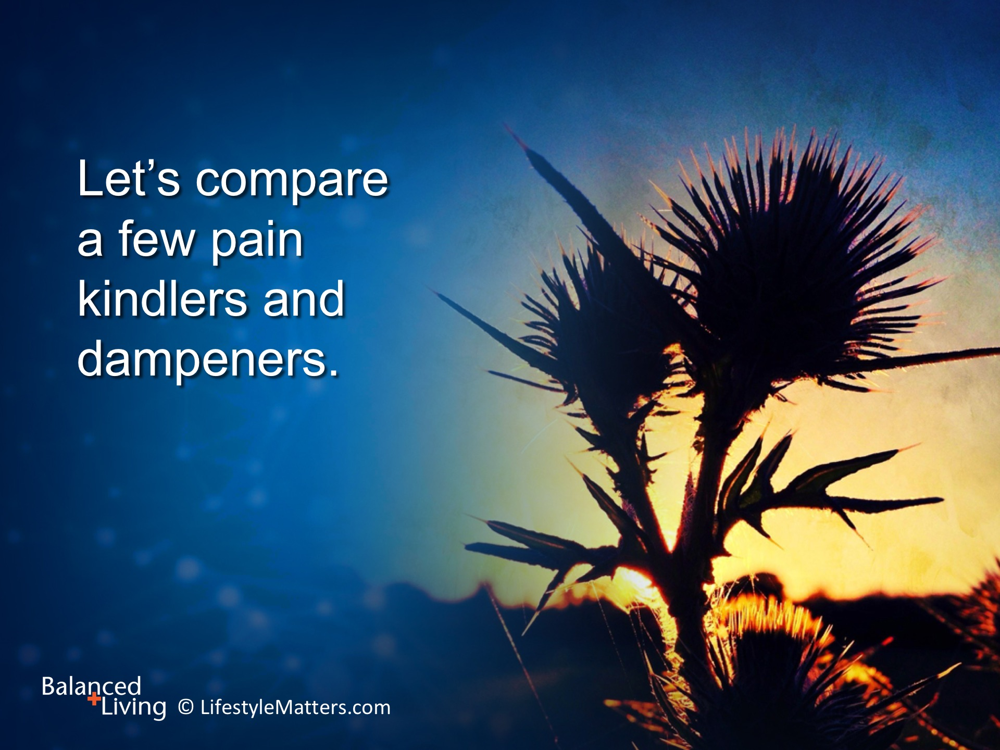 Let’s compare
a few pain
kindlers and
dampeners.
Balanced
+Living © LifestyleMatters.com